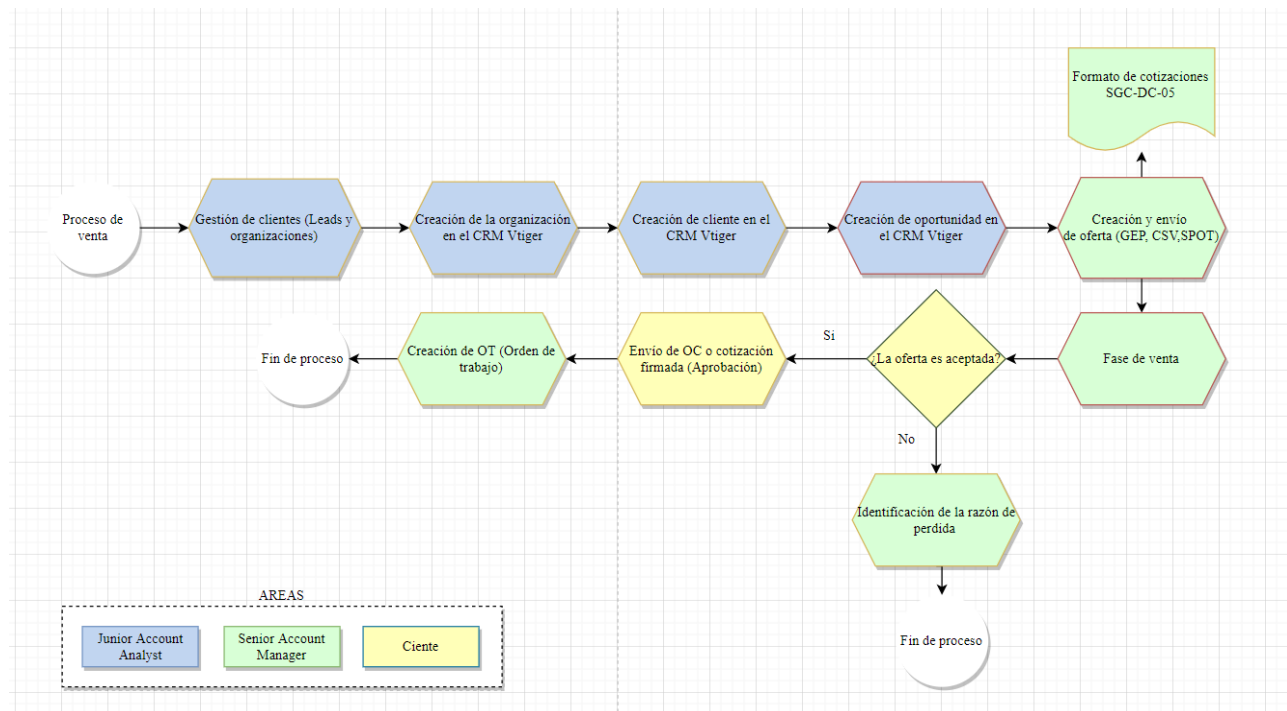 Formato de cotizaciones
SGC-DC-05
Proceso de
venta
Gestión de clientes (Leads y
organizaciones)
Creación de la organización
en el CRM Vtiger
Creación de cliente en el
CRM Vtiger
Creación de oportunidad en
el CRM Vtiger
Creación y envío
de oferta (GEP, CSV,SPOT)
Fase de venta
¿La oferta es aceptada?
Si
Envío de OC o cotización
firmada (Aprobación)
Creación de OT (Orden de
trabajo)
Fin de proceso
No
Identificación de la razón de
perdida
Fin de proceso
AREAS
Junior Account
Analyst
Senior Account
Manager
Ciente